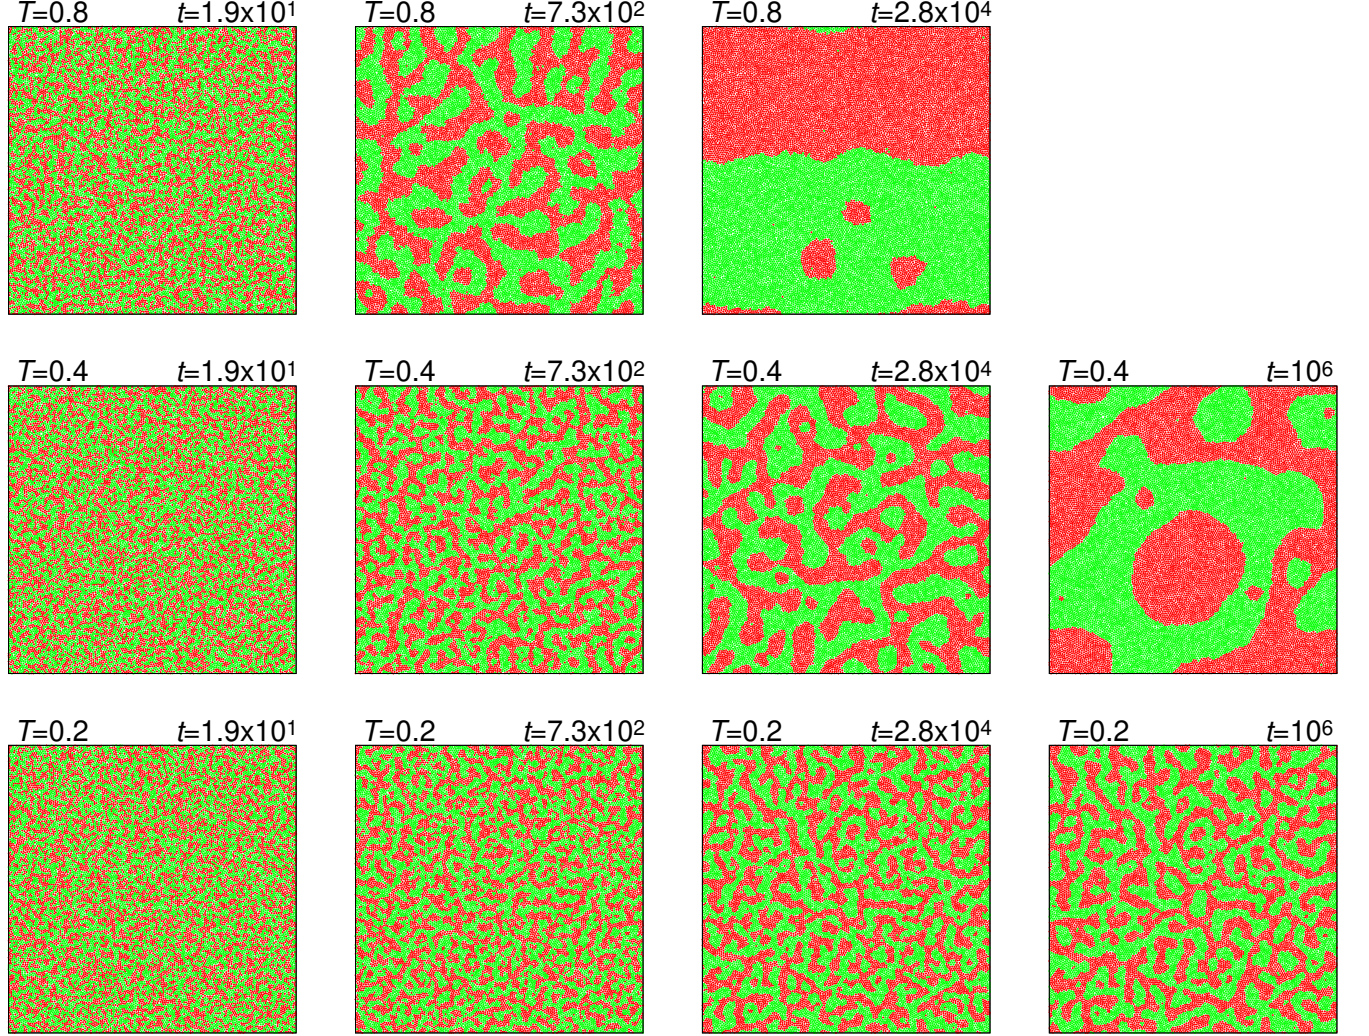 T=0.8 t=1.9x10¹ T=0.8 t=7.3x10² T=0.8 t=2.8x10⁴
T=0.4 t=1.9x10¹ T=0.4 t=7.3x10² T=0.4 t=2.8x10⁴ T=0.4 t=10⁶
T=0.2 t=1.9x10¹ T=0.2 t=7.3x10² T=0.2 t=2.8x10⁴ T=0.2 t=10⁶